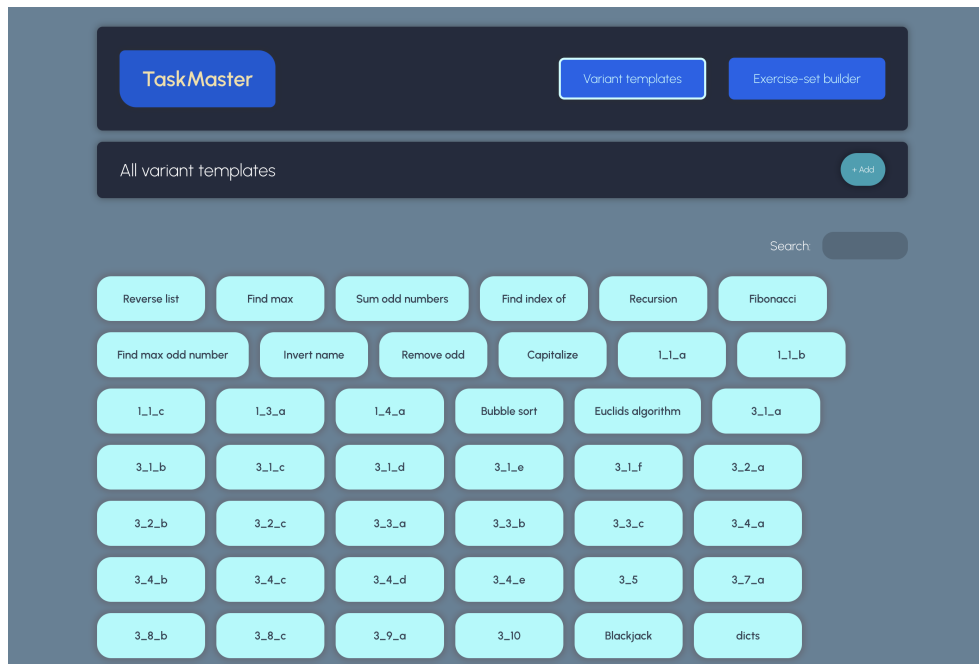 TaskMaster
Variant templates
Exercise-set builder
All variant templates
+ Add
Search:
Reverse list
Find max
Sum odd numbers
Find index of
Recursion
Fibonacci
Find max odd number
Invert name
Remove odd
Capitalize
1_1_a
1_1_b
1_1_c
1_3_a
1_4_a
Bubble sort
Euclids algorithm
3_1_a
3_1_b
3_1_c
3_1_d
3_1_e
3_1_f
3_2_a
3_2_b
3_2_c
3_3_a
3_3_b
3_3_c
3_4_a
3_4_b
3_4_c
3_4_d
3_4_e
3_5
3_7_a
3_8_b
3_8_c
3_9_a
3_10
Blackjack
dicts